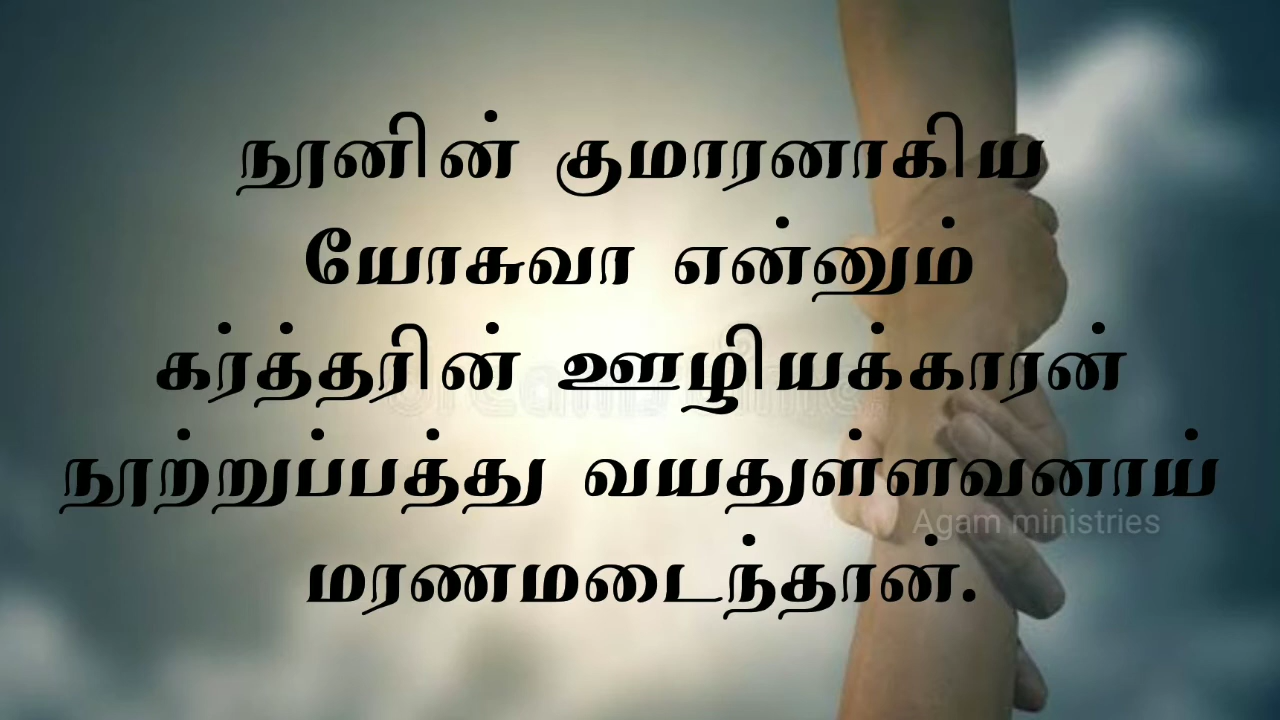 நூனின் குமாரனாகிய
யோசுவா என்னும்
கர்த்தரின் ஊழியக்காரன்
நூற்றுப்பத்து வயதுள்ளவனாய்
Agam ministries
மரணமடைந்தான்.